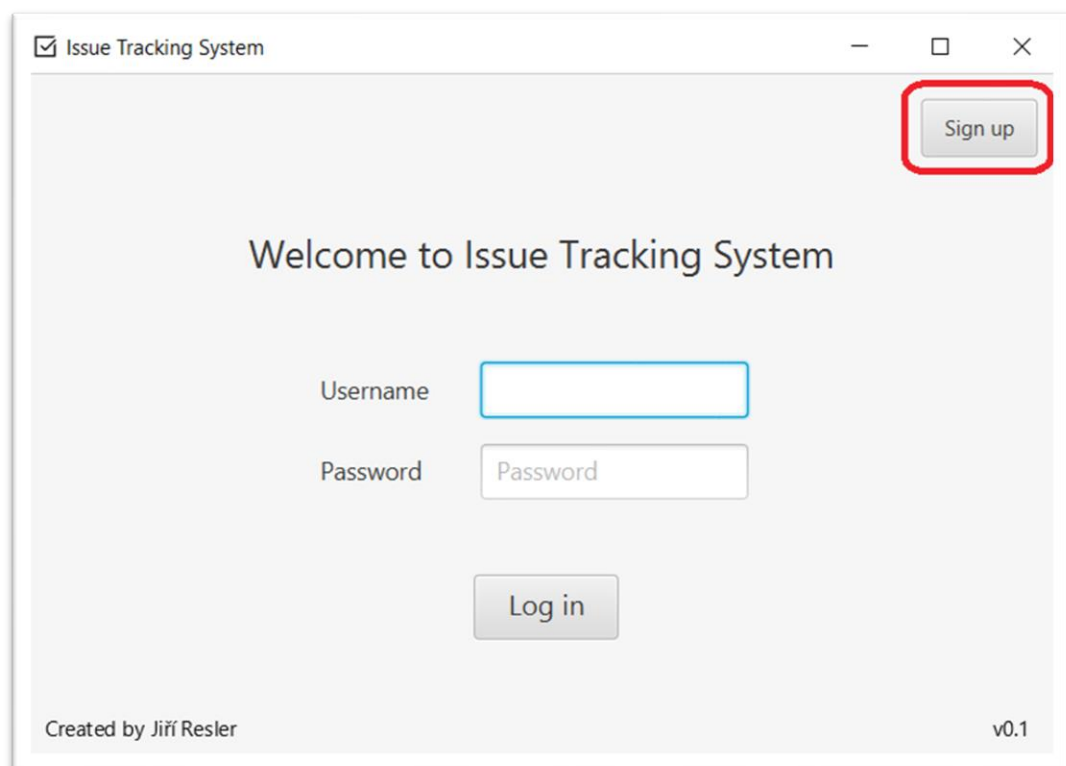 Issue Tracking System
Sign up
Welcome to Issue Tracking System
Username
Password Password
Log in
Created by Jiří Resler v0.1